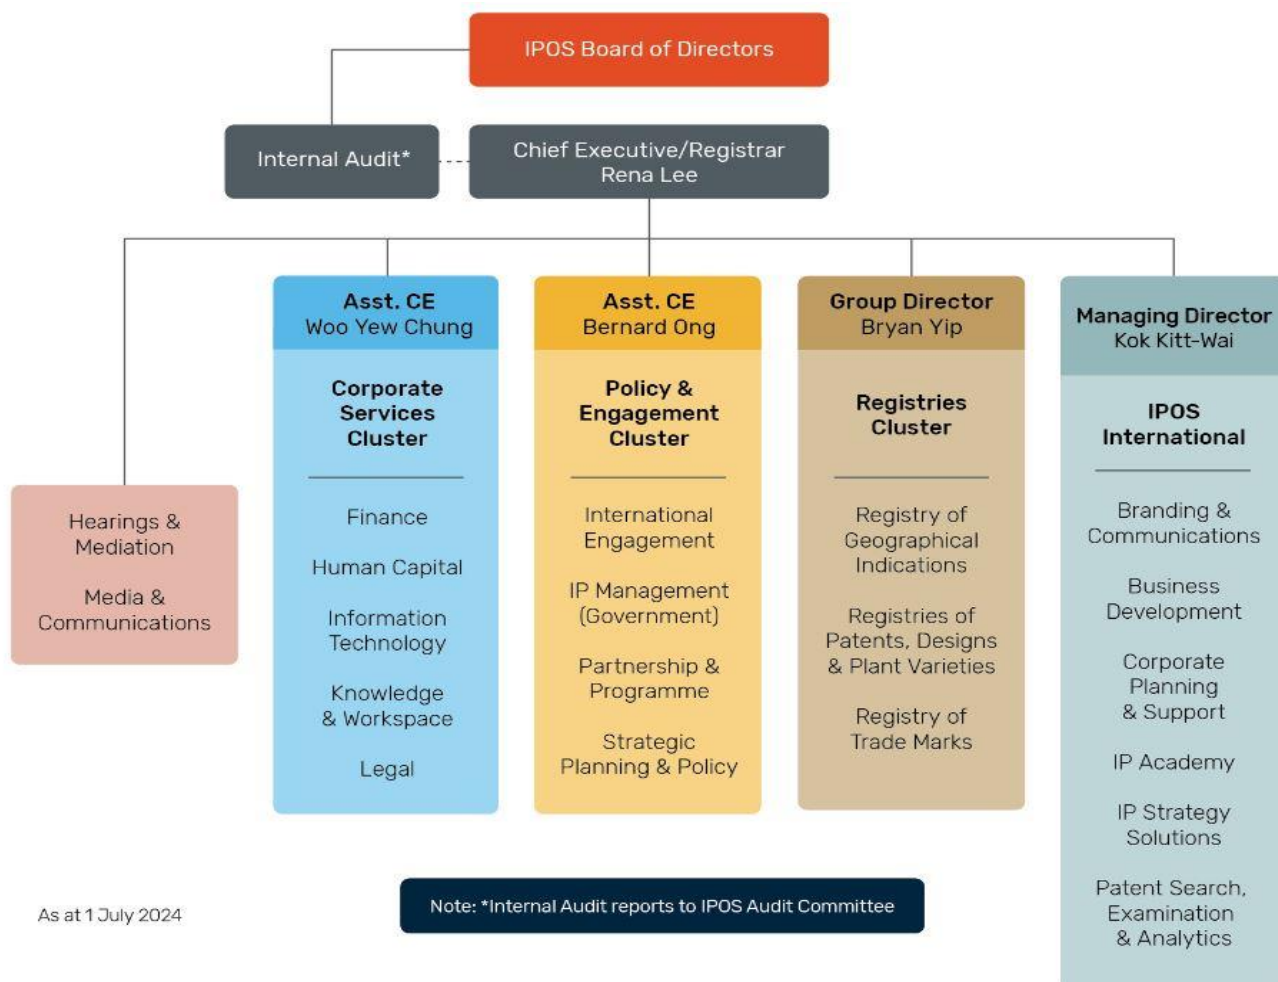 IPOS Board of Directors
Internal Audit*
Chief Executive/Registrar
Rena Lee
Hearings &
Mediation
Media &
Communications
Asst. CE
Woo Yew Chung
Corporate
Services
Cluster
Finance
Human Capital
Information
Technology
Knowledge
& Workspace
Legal
Asst. CE
Bernard Ong
Policy &
Engagement
Cluster
International
Engagement
IP Management
(Government)
Partnership &
Programme
Strategic
Planning & Policy
Group Director
Bryan Yip
Registries
Cluster
Registry of
Geographical
Indications
Registries of
Patents, Designs
& Plant Varieties
Registry of
Trade Marks
Managing Director
Kok Kitt-Wai
IPOS
International
Branding &
Communications
Business
Development
Corporate
Planning
& Support
IP Academy
IP Strategy
Solutions
Patent Search,
Examination
& Analytics
As at 1 July 2024
Note: *Internal Audit reports to IPOS Audit Committee